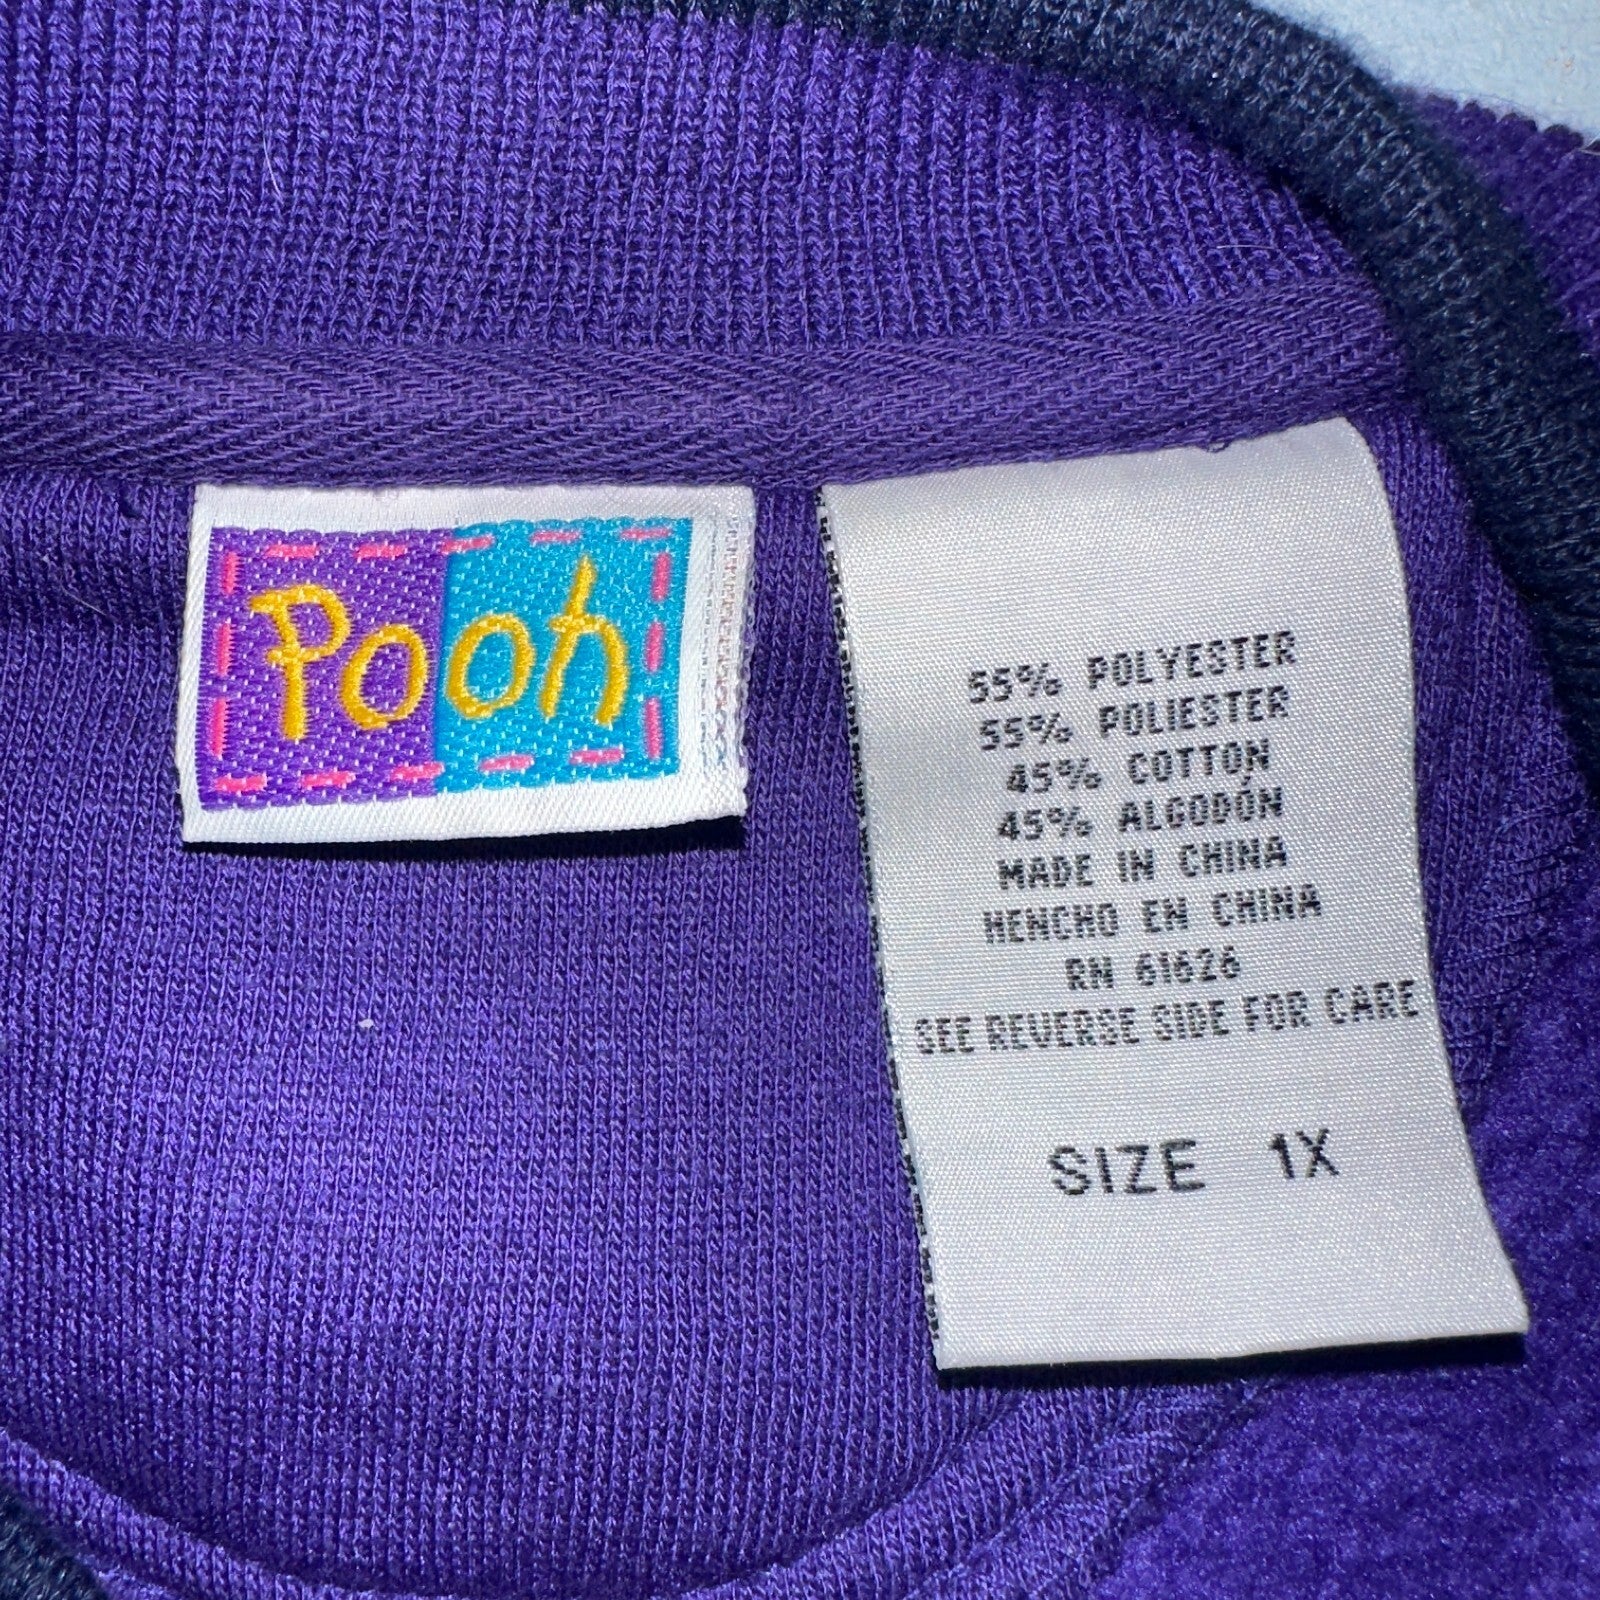 Pooh
55% POLYESTER
55% POLIESTER
45% COTTON
45% ALGODÓN
MADE IN CHINA
HENCHO EN CHINA
RN 61626
SEE REVERSE SIDE FOR CARE
SIZE 1X